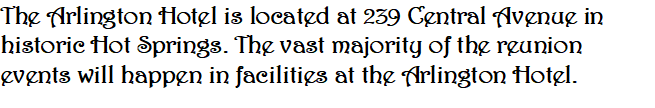 The Arlington Hotel is located at 239 Central Avenue in
historic Hot Springs. The vast majority of the reunion
events will happen in facilities at the Arlington Hotel.